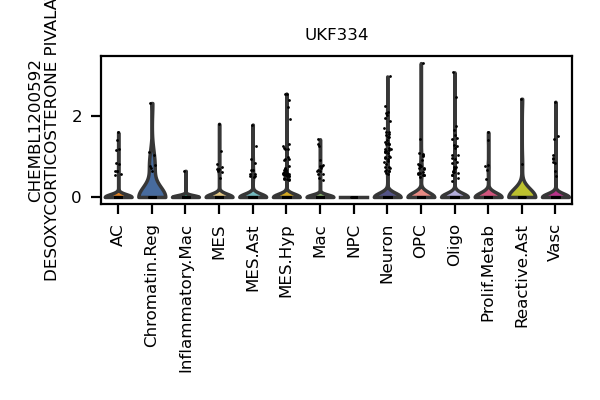 UKF334
CHEMBL1200592
DESOXYCORTICOSTERONE PIVALA
2
0
AC
Chromatin.Reg
Inflammatory.Mac
MES
MES.Ast
MES.Hyp
Mac
NPC
Neuron
OPC
Oligo
Prolif.Metab
Reactive.Ast
Vasc